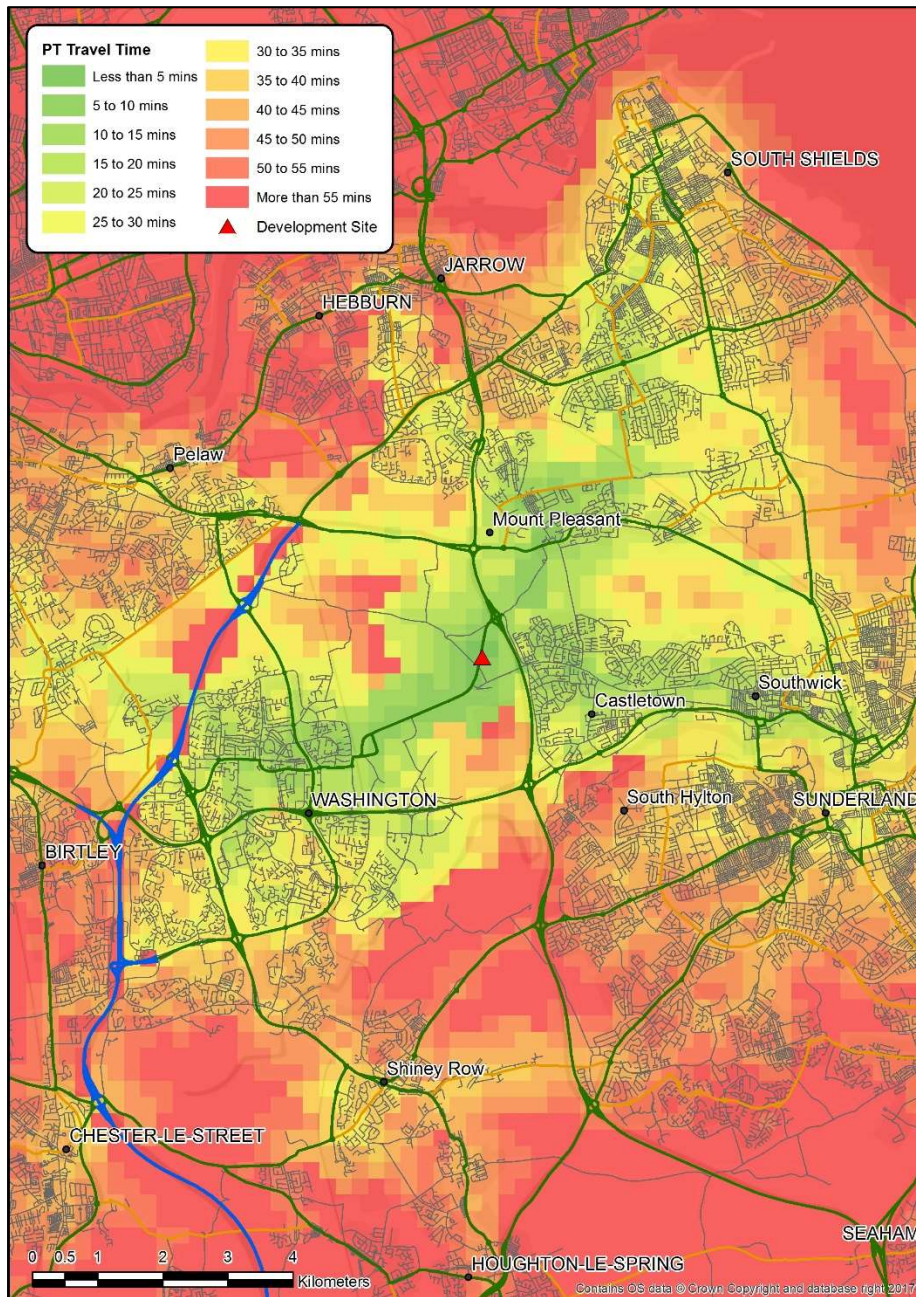 PT Travel Time
Less than 5 mins
5 to 10 mins
10 to 15 mins
15 to 20 mins
20 to 25 mins
25 to 30 mins
30 to 35 mins
35 to 40 mins
40 to 45 mins
45 to 50 mins
50 to 55 mins
More than 55 mins
Development Site
SOUTH SHIELDS
JARROW
HEBBURN
Pelaw
Mount Pleasant
Southwick
Castletown
WASHINGTON
South Hylton
SUNDERLAND
BIRTLEY
Shiney Row
CHESTER-LE-STREET
SEAHAM
HOUGHTON-LE-SPRING
0 0.5 1 2 3 4
Kilometers
Contains OS data © Crown Copyright and database right 2017